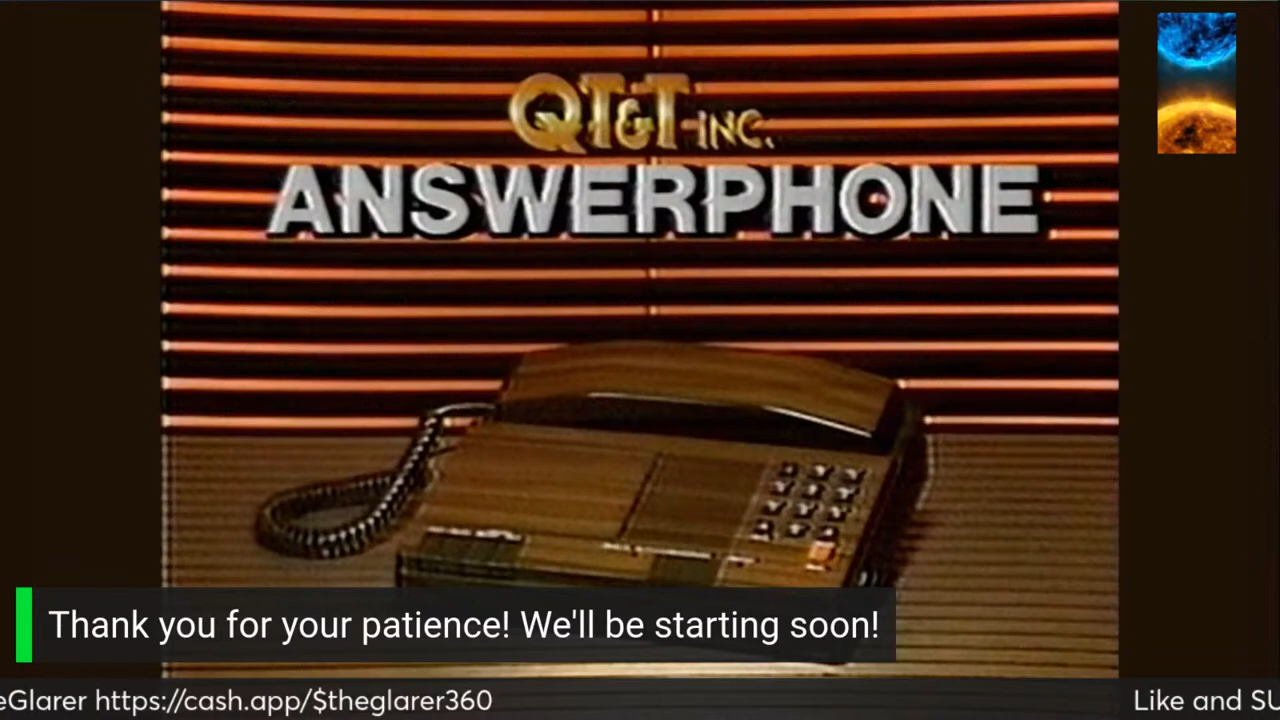 QT&T INC.
ANSWERPHONE
Thank you for your patience! We'll be starting soon!
eGlarer https://cash.app/$theglarer360
Like and SU